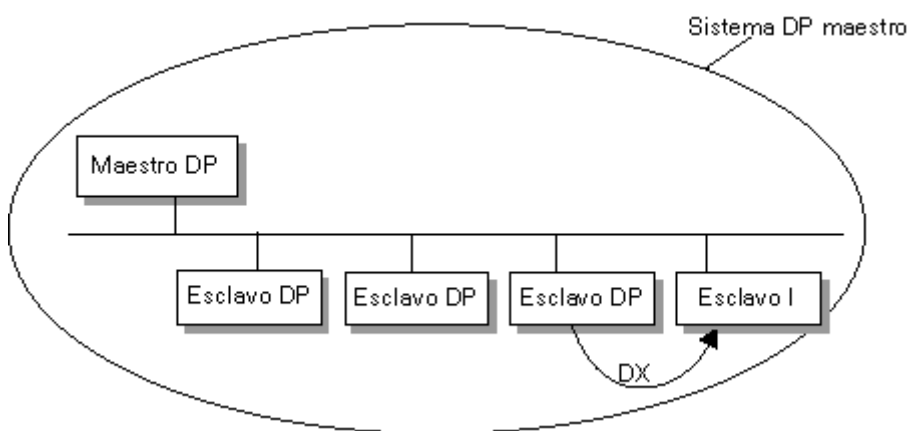 Sistema DP maestro
Maestro DP
Esclavo DP
Esclavo DP
Esclavo DP
Esclavo I
DX